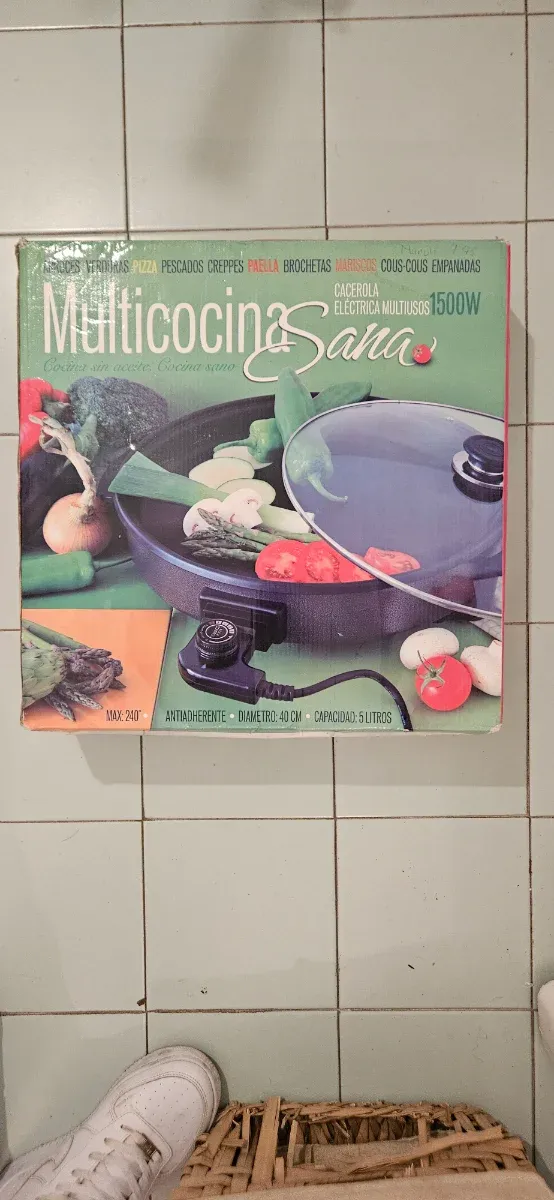 VERDURAS PIZZA PESCADOS CREPPES PAELLA BROCHETAS MARISCOS COUS-COUS EMPANADAS
Multicocina
Sana
CACEROLA
ELÉCTRICA MULTIUSOS 1500W
Cocina sin aceite. Cocina sano
MAX: 240° • ANTIADHERENTE • DIAMETRO: 40 CM • CAPACIDAD: 5 LITROS